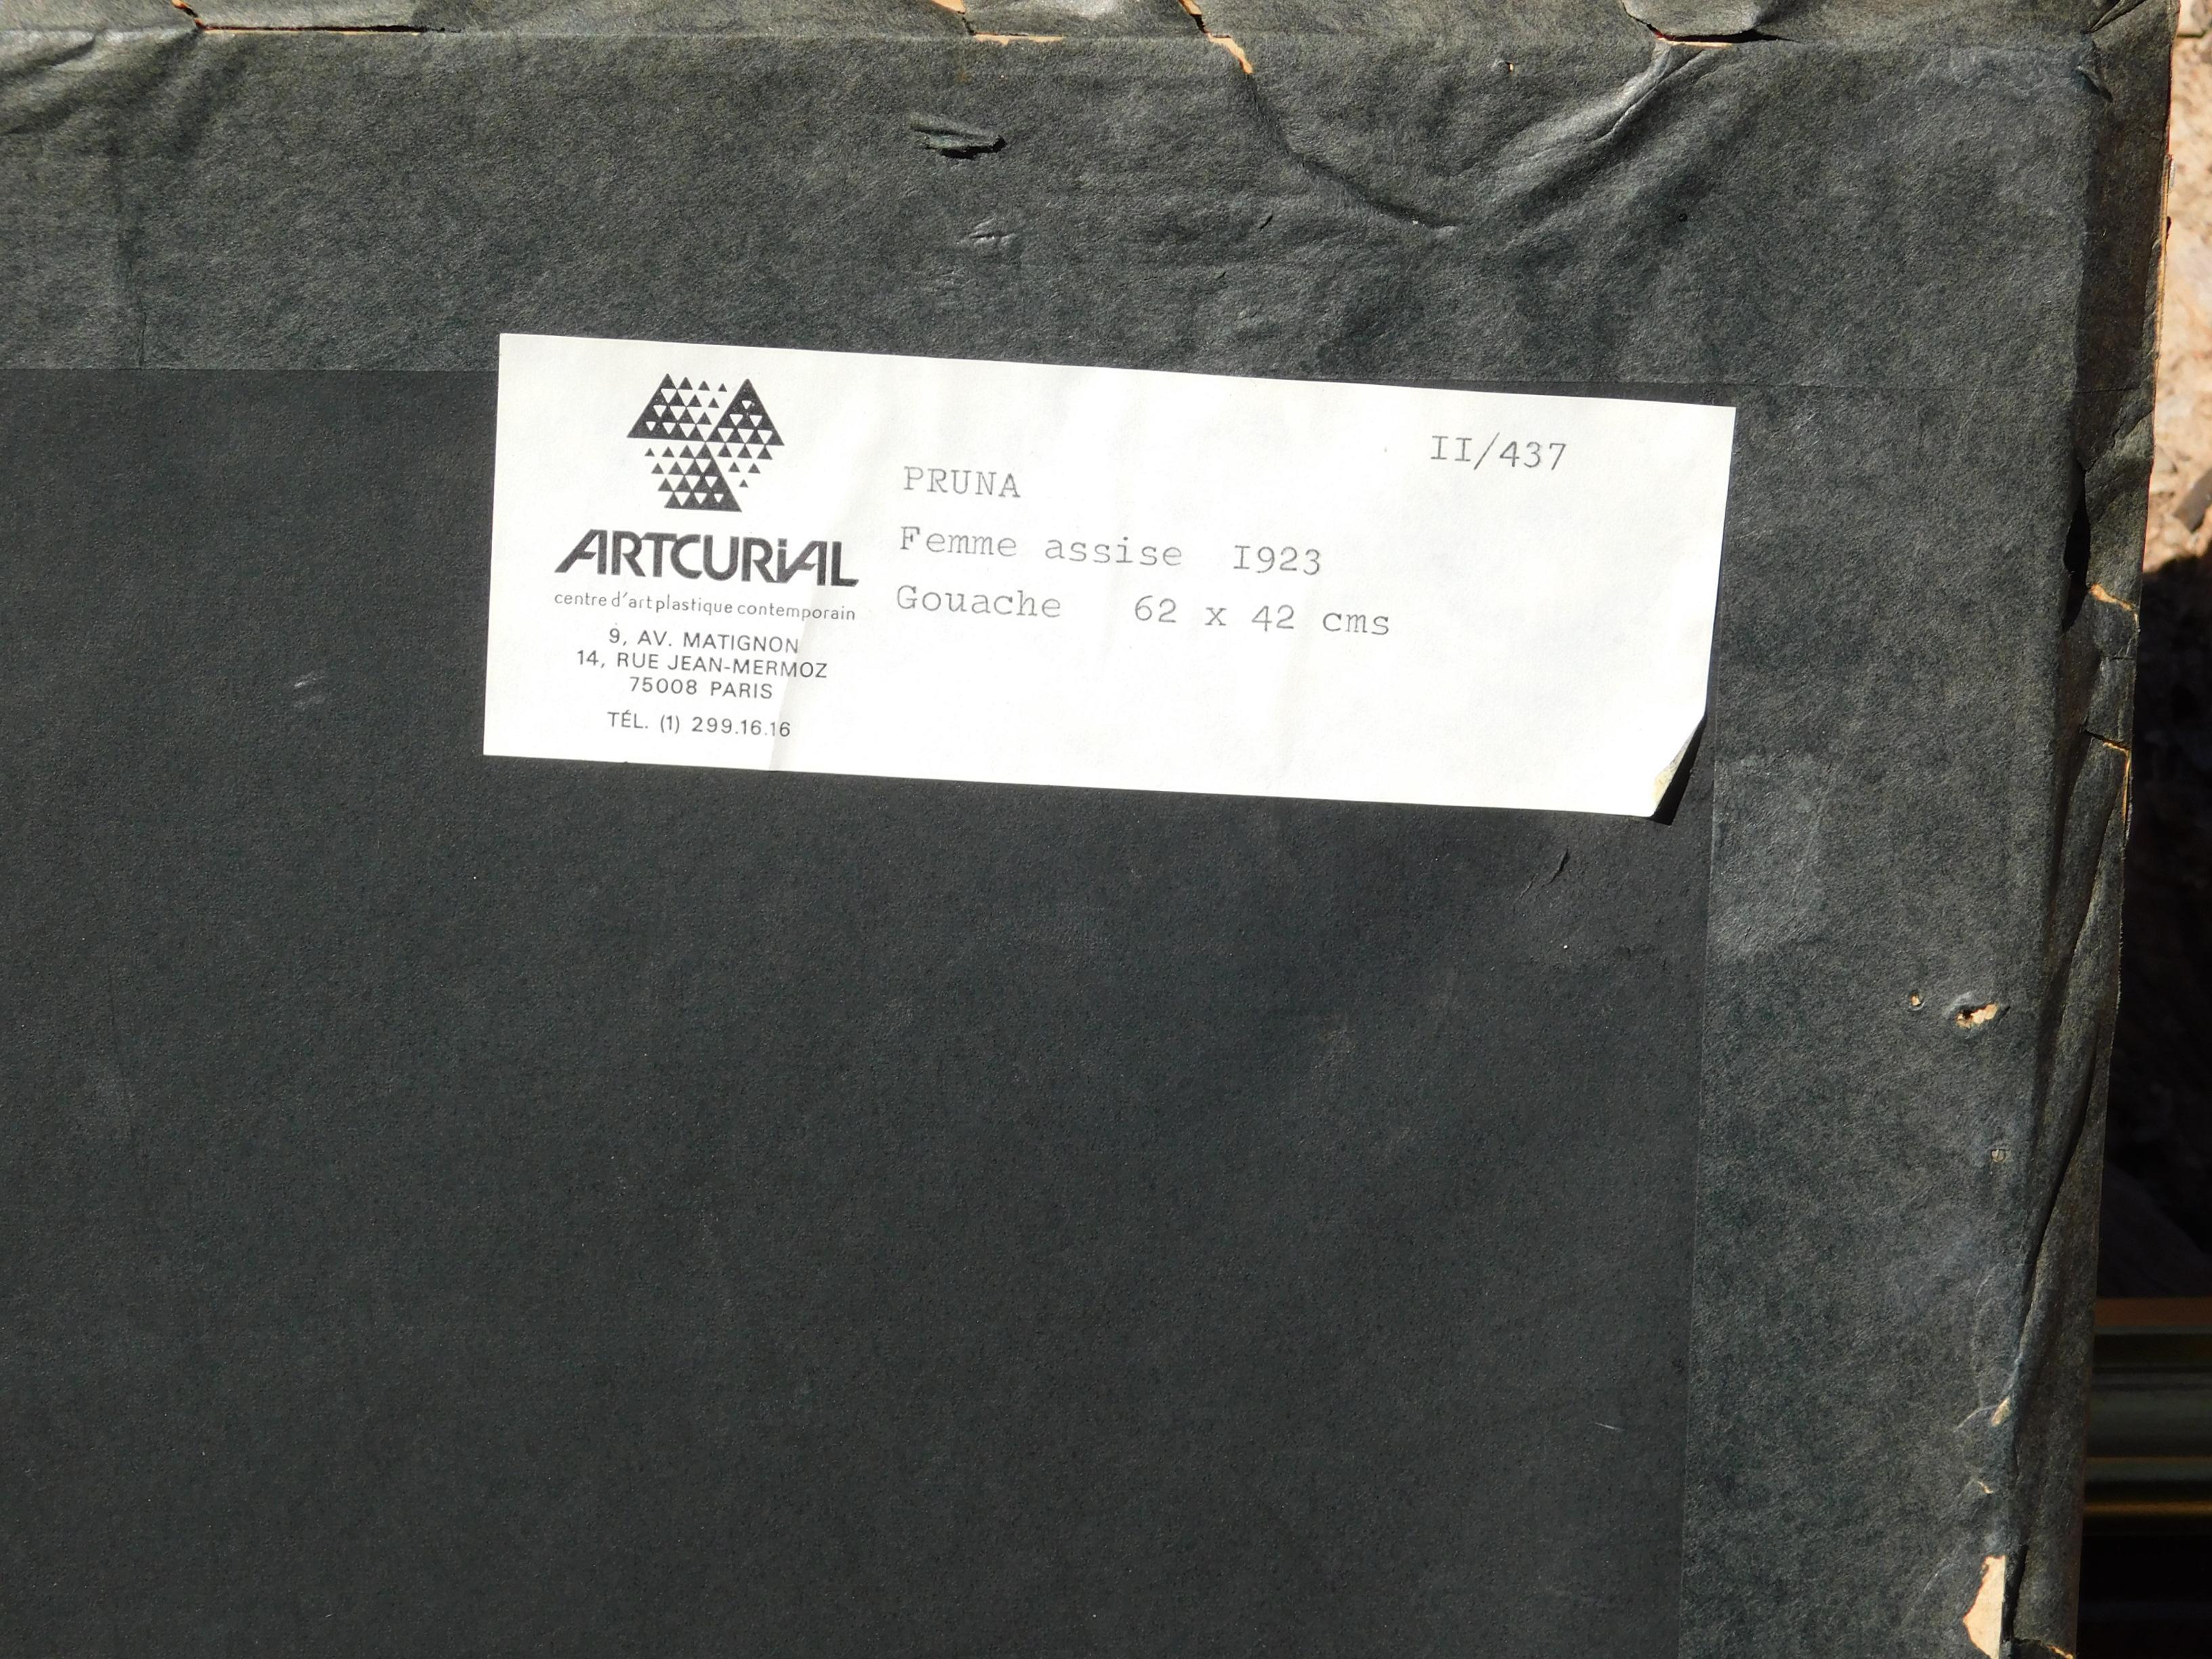 ARTCURiAL
centre d'art plastique contemporain
9, AV. MATIGNON
14, RUE JEAN-MERMOZ
75008 PARIS
TÉL. (1) 299.16.16
II/437
PRUNA
Femme assise I923
Gouache 62 x 42 cms